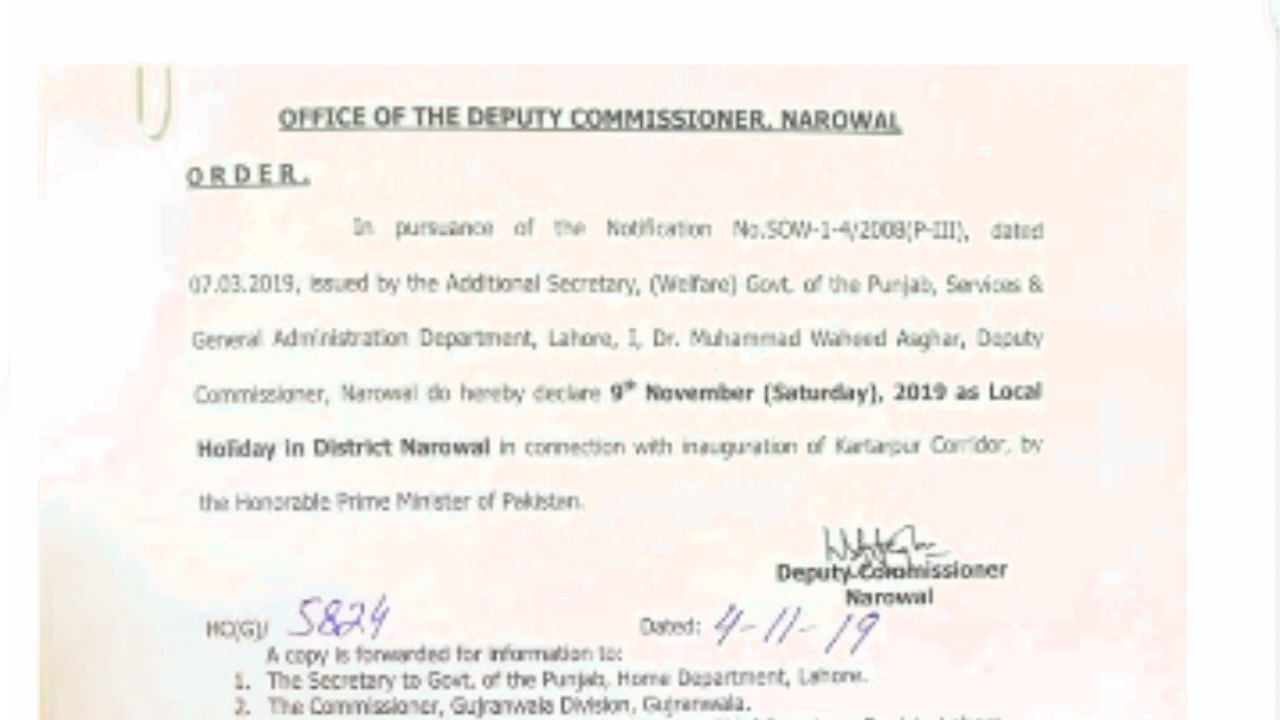 OFFICE OF THE DEPUTY COMMISSIONER, NAROWAL
ORDER.
In pursuance of the Notification No.SOW-1-4/2008(P-III), dated
07.03.2019, issued by the Additional Secretary, (Welfare) Govt. of the Punjab, Services &
General Administration Department, Lahore, I, Dr. Muhammad Waheed Asghar, Deputy
Commissioner, Narowal do hereby declare 9th November (Saturday), 2019 as Local
Holiday in District Narowal in connection with inauguration of Kartarpur Corridor, by
the Honorable Prime Minister of Pakistan.
Deputy Commissioner
Narowal
HC(G)/ 5824 Dated: 4-11-19
A copy is forwarded for information to:
1. The Secretary to Govt. of the Punjab, Home Department, Lahore.
2. The Commissioner, Gujranwala Division, Gujranwala.